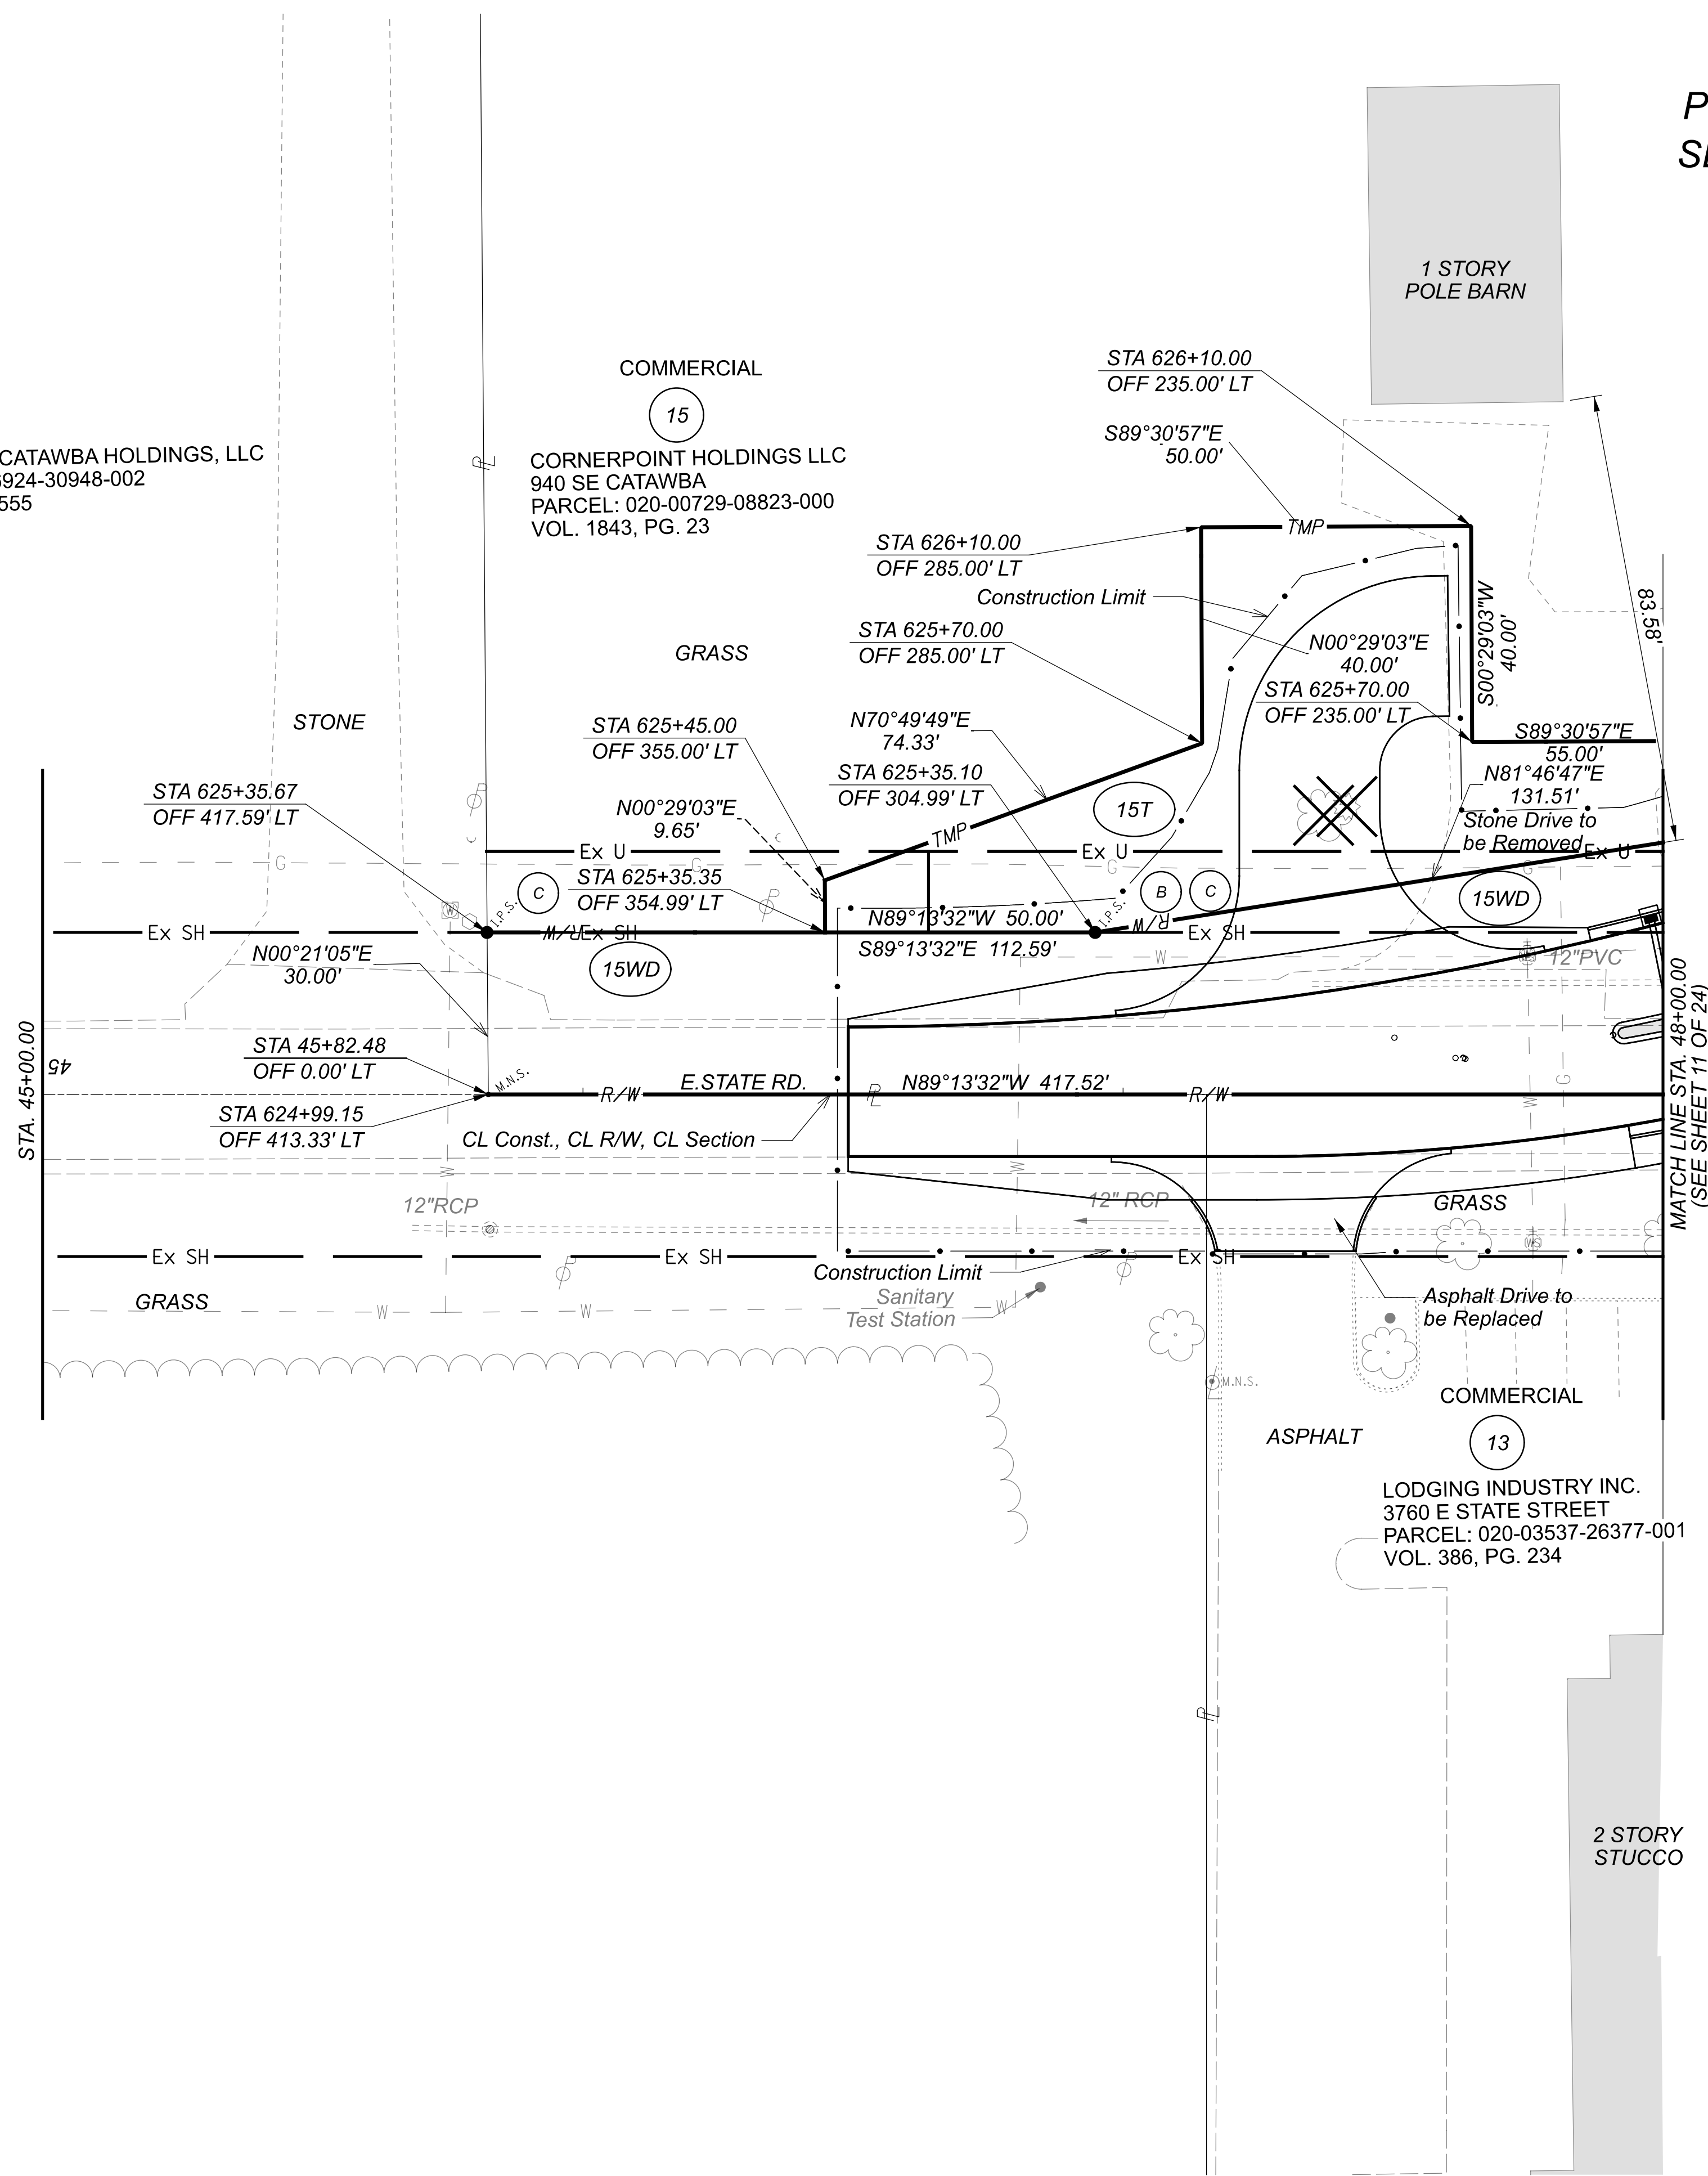 P
SE
1 STORY
POLE BARN
COMMERCIAL
15
CORNERPOINT HOLDINGS LLC
940 SE CATAWBA
PARCEL: 020-00729-08823-000
VOL. 1843, PG. 23
CATAWBA HOLDINGS, LLC
6924-30948-002
555
STA 626+10.00
OFF 235.00' LT
S89°30'57"E
50.00'
TMP
STA 626+10.00
OFF 285.00' LT
Construction Limit
STA 625+70.00
OFF 285.00' LT
N00°29'03"E
40.00'
S00°29'03"W
40.00'
83.58'
STA 625+70.00
OFF 235.00' LT
S89°30'57"E
55.00'
N81°46'47"E
131.51'
GRASS
STONE
STA 625+45.00
OFF 355.00' LT
N70°49'49"E
74.33'
STA 625+35.10
OFF 304.99' LT
STA 625+35.67
OFF 417.59' LT
N00°29'03"E
9.65'
15T
TMP
Stone Drive to
be Removed
Ex U
Ex U
Ex U
G
G
G
G
C
STA 625+35.35
OFF 354.99' LT
B
C
15WD
I.P.S.
I.P.S.
Ex SH
R/W
Ex SH
N89°13'32"W 50.00'
S89°13'32"E 112.59'
R/W
Ex SH
W
W
12"PVC
N00°21'05"E
30.00'
15WD
STA. 45+00.00
45
STA 45+82.48
OFF 0.00' LT
M.N.S.
STA 624+99.15
OFF 413.33' LT
R/W
E.STATE RD.
PL
N89°13'32"W 417.52'
R/W
CL Const., CL R/W, CL Section
G
W
W
W
W
MATCH LINE STA. 48+00.00
(SEE SHEET 11 OF 24)
12"RCP
12" RCP
GRASS
Ex SH
Ex SH
Ex SH
Construction Limit
Sanitary
Test Station
GRASS
W
W
W
Asphalt Drive to
be Replaced
M.N.S.
COMMERCIAL
13
ASPHALT
LODGING INDUSTRY INC.
3760 E STATE STREET
PARCEL: 020-03537-26377-001
VOL. 386, PG. 234
PL
PL
2 STORY
STUCCO